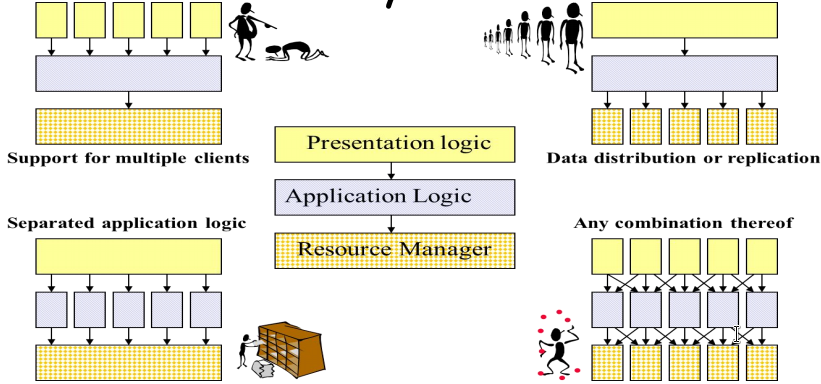 Support for multiple clients
Data distribution or replication
Presentation logic
Application Logic
Resource Manager
Separated application logic
Any combination thereof